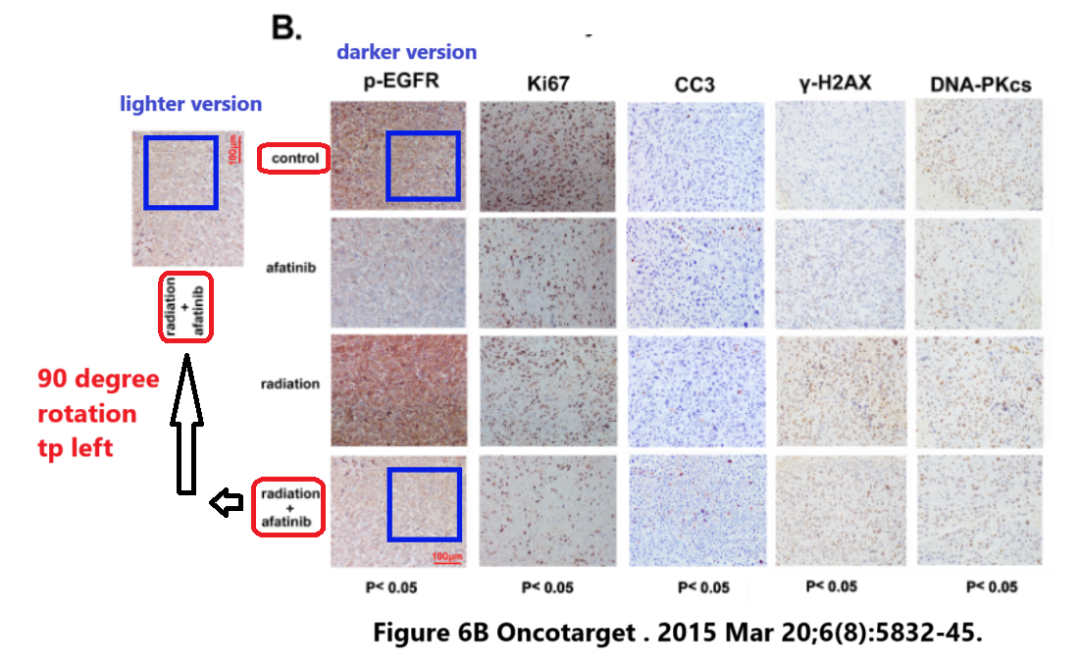 B.
darker version
p-EGFR Ki67 CC3 γ-H2AX DNA-PKcs
lighter version
100μm
control
afatinib
radiation
+
afatinib
90 degree
rotation
tp left
radiation
radiation
+
afatinib
100μm
P< 0.05 P< 0.05 P< 0.05 P< 0.05 P< 0.05
Figure 6B Oncotarget . 2015 Mar 20;6(8):5832-45.